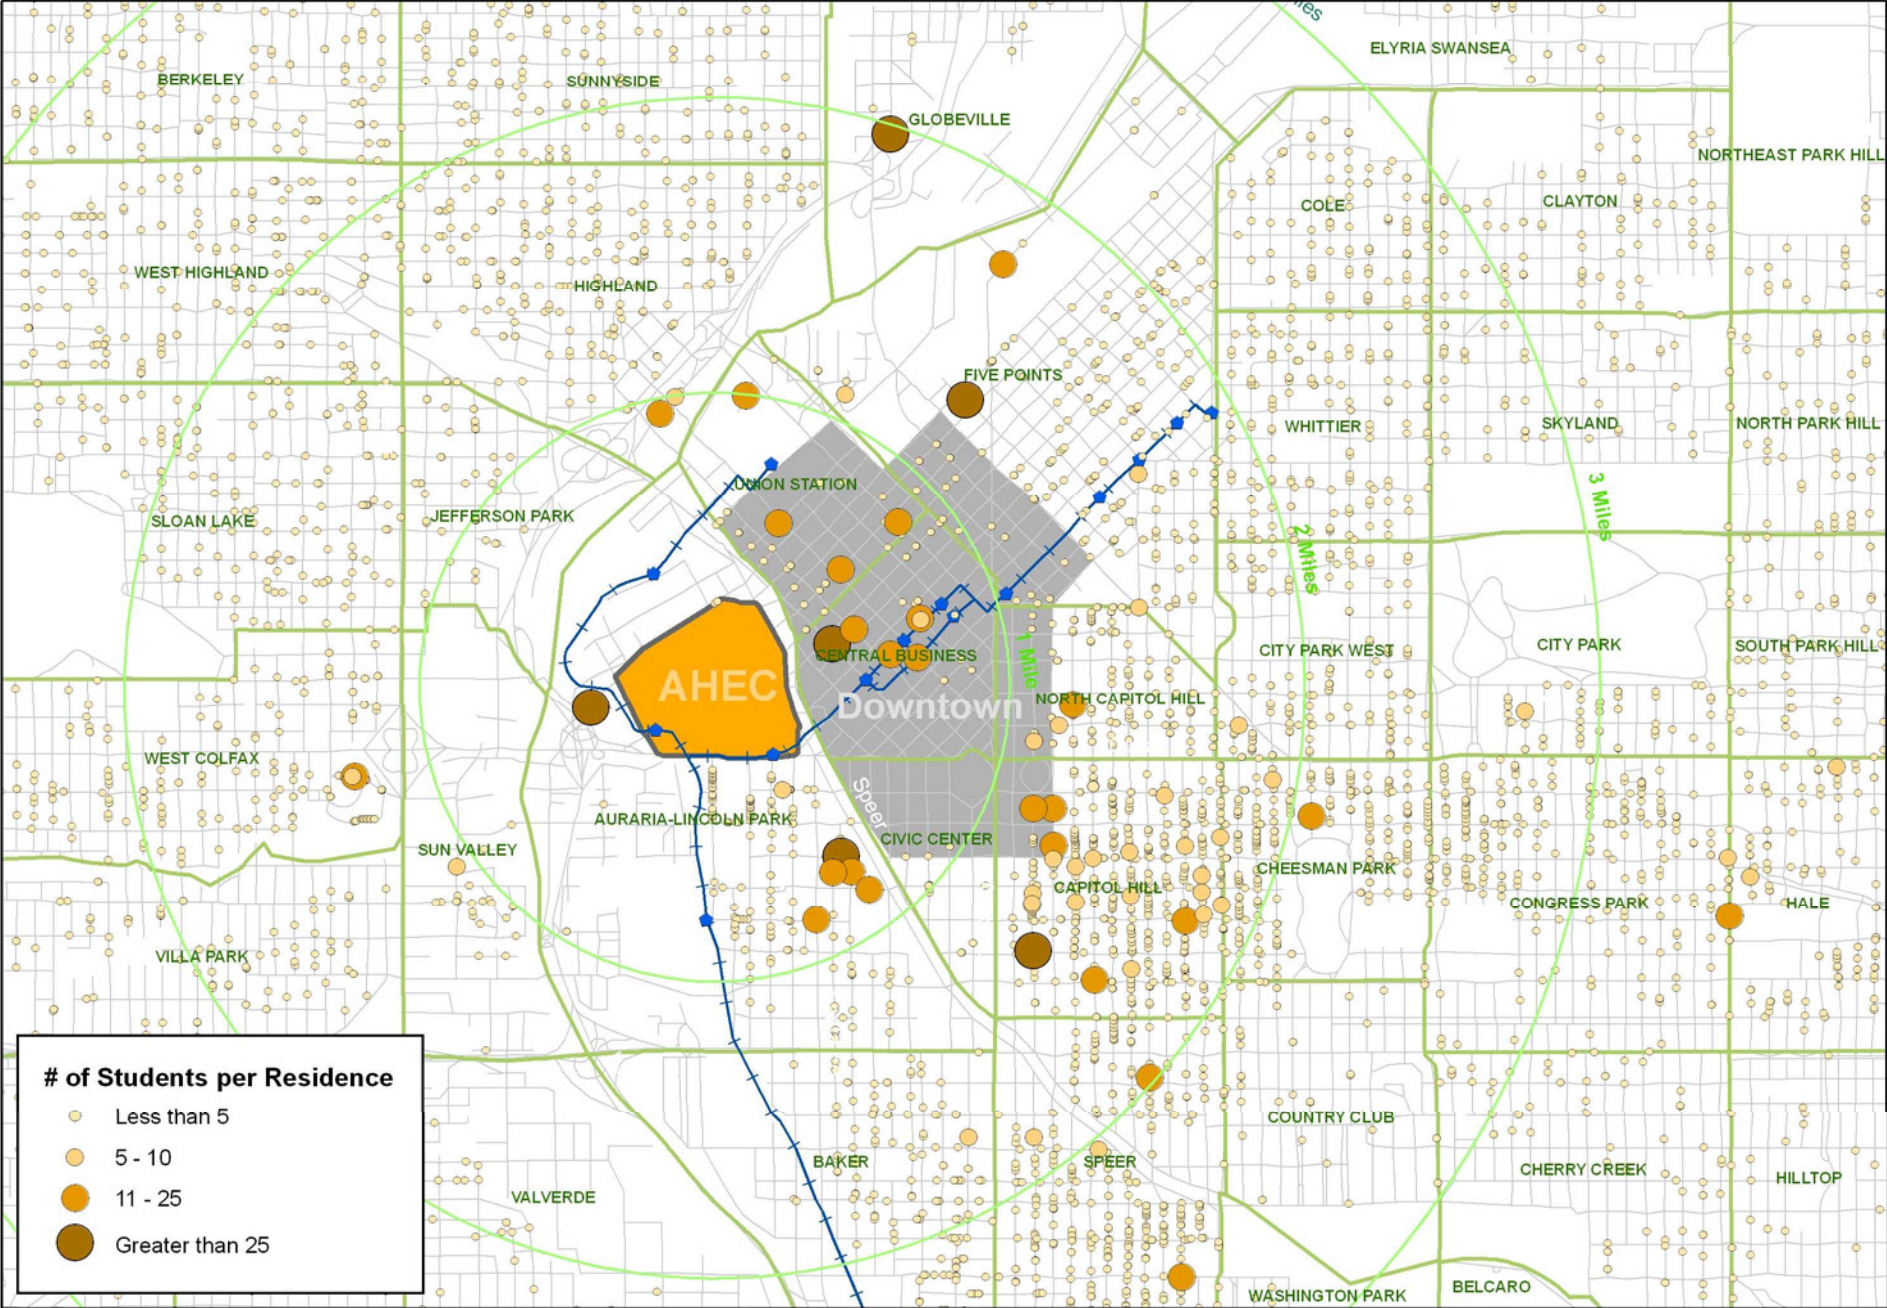 iles
ELYRIA SWANSEA
BERKELEY
SUNNYSIDE
GLOBEVILLE
NORTHEAST PARK HILL
COLE
CLAYTON
WEST HIGHLAND
HIGHLAND
FIVE POINTS
WHITTIER
SKYLAND
NORTH PARK HILL
UNION STATION
SLOAN LAKE
JEFFERSON PARK
3 Miles
2 Miles
1 Mile
CITY PARK WEST
CITY PARK
SOUTH PARK HILL
CENTRAL BUSINESS
AHEC
Downtown
NORTH CAPITOL HILL
WEST COLFAX
Speer
AURARIA-LINCOLN PARK
CIVIC CENTER
SUN VALLEY
CHEESMAN PARK
CAPITOL HILL
CONGRESS PARK
HALE
VILLA PARK
# of Students per Residence
Less than 5
5 - 10
11 - 25
Greater than 25
COUNTRY CLUB
BAKER
SPEER
CHERRY CREEK
HILLTOP
VALVERDE
WASHINGTON PARK
BELCARO